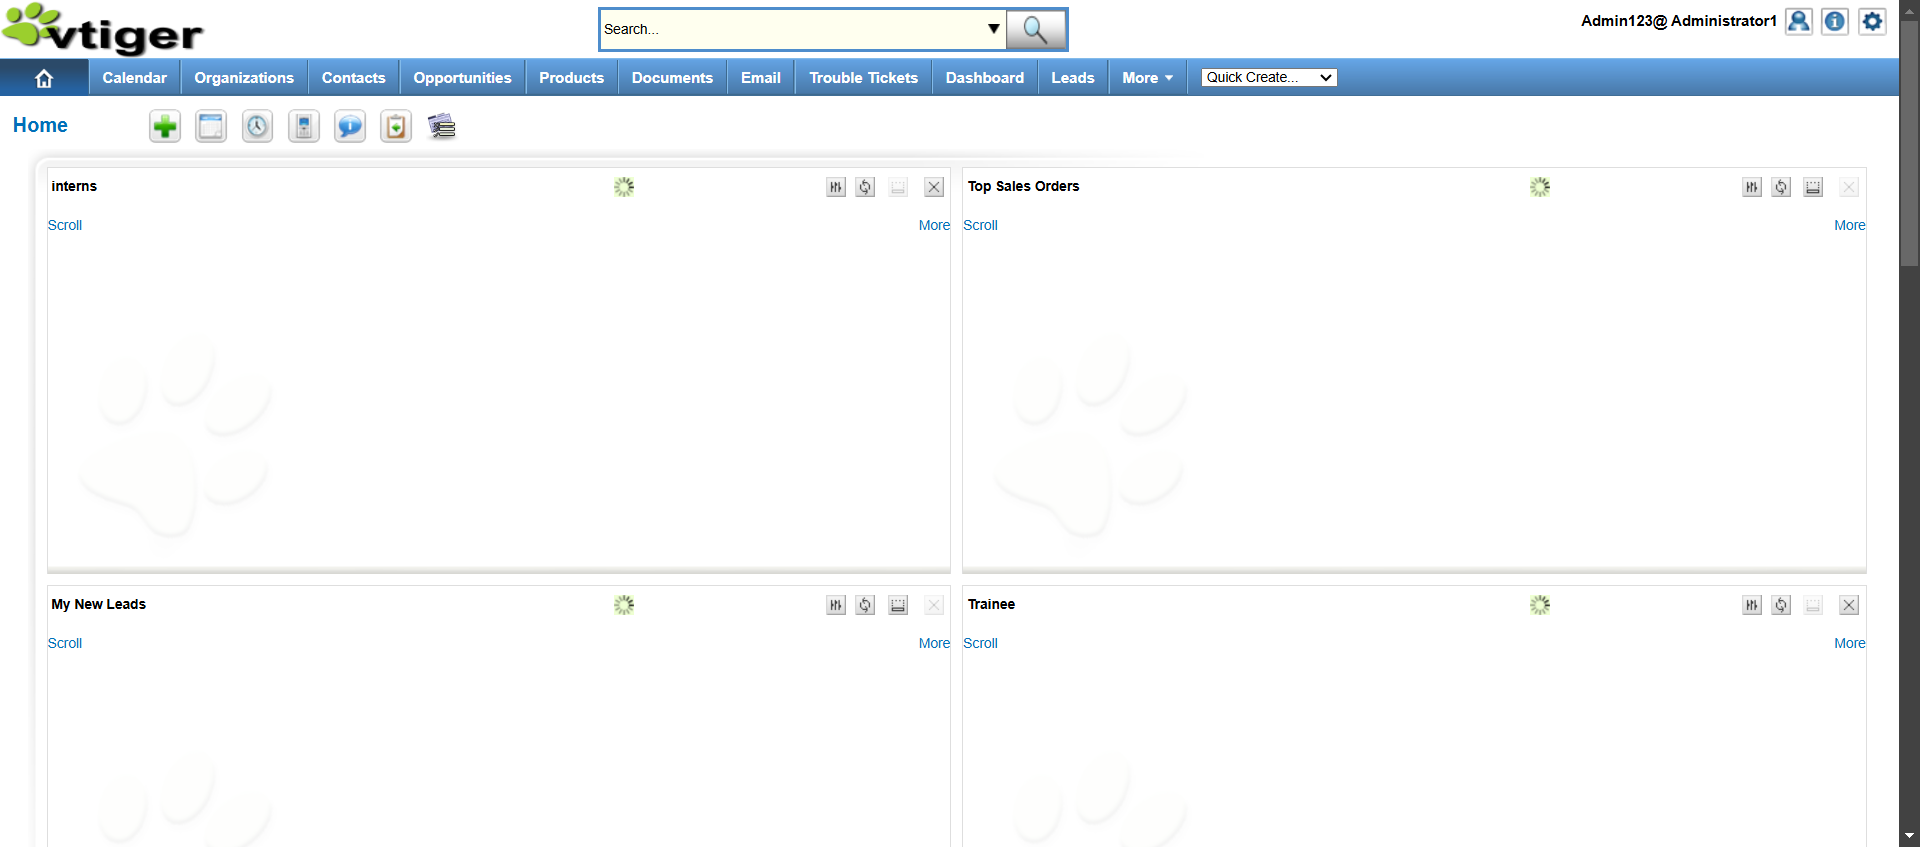 vtiger
Search...
Admin123@ Administrator1
Calendar
Organizations
Contacts
Opportunities
Products
Documents
Email
Trouble Tickets
Dashboard
Leads
More
Quick Create...
Home
interns
Scroll
More
Top Sales Orders
Scroll
More
My New Leads
Scroll
More
Trainee
Scroll
More